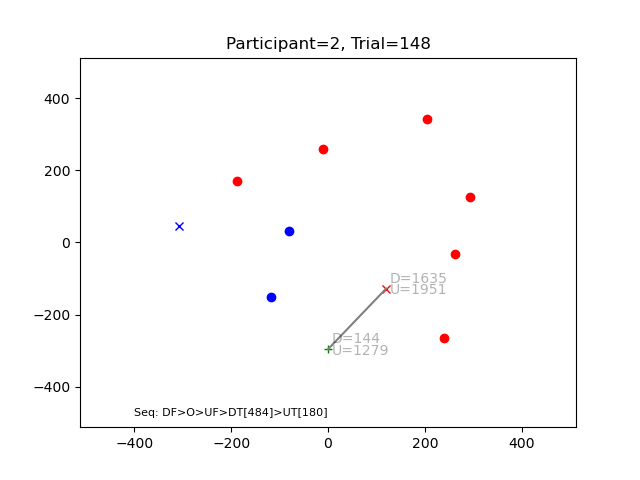 Participant=2, Trial=148
400
200
0
−200
−400
D=1635
U=1951
D=144
U=1279
Seq: DF>O>UF>DT[484]>UT[180]
−400 −200 0 200 400